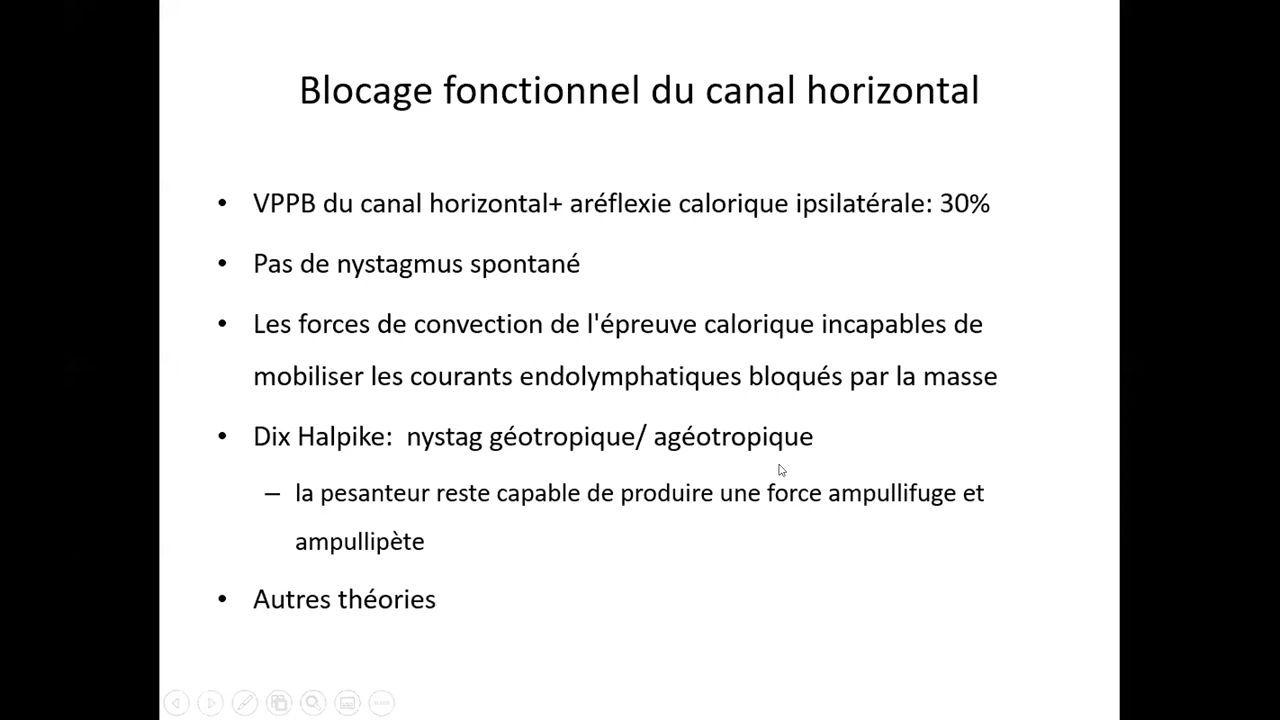 Blocage fonctionnel du canal horizontal
• VPPB du canal horizontal+ aréflexie calorique ipsilatérale: 30%
• Pas de nystagmus spontané
• Les forces de convection de l'épreuve calorique incapables de
mobiliser les courants endolymphatiques bloqués par la masse
• Dix Halpike:  nystag géotropique/ agéotropique
– la pesanteur reste capable de produire une force ampullifuge et
ampullipète
• Autres théories